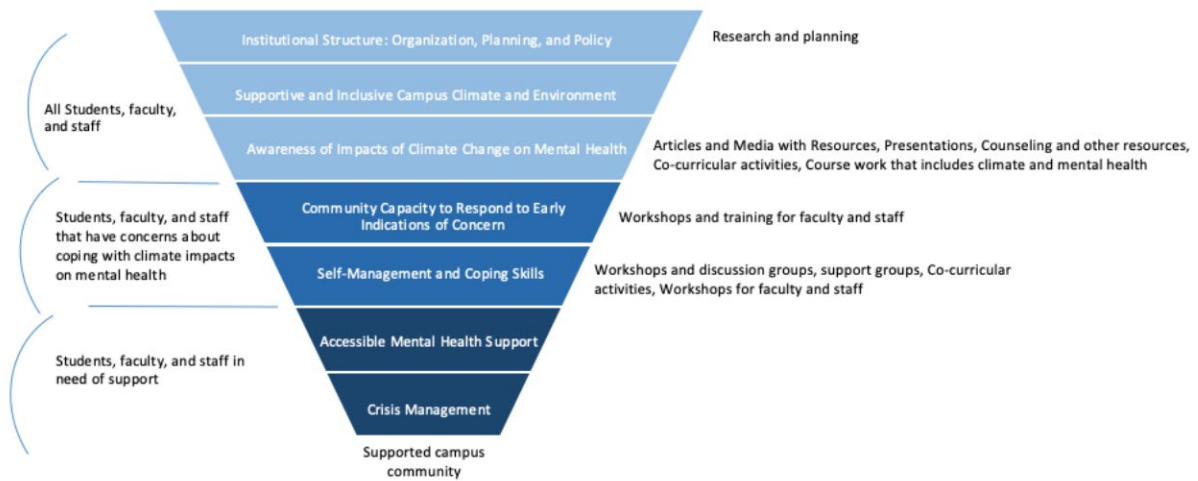 Institutional Structure: Organization, Planning, and Policy
Research and planning
Supportive and Inclusive Campus Climate and Environment
All Students, faculty,
and staff
Awareness of Impacts of Climate Change on Mental Health
Articles and Media with Resources, Presentations, Counseling and other resources,
Co-curricular activities, Course work that includes climate and mental health
Students, faculty, and staff
that have concerns about
coping with climate impacts
on mental health
Community Capacity to Respond to Early
Indications of Concern
Workshops and training for faculty and staff
Self-Management and Coping Skills
Workshops and discussion groups, support groups, Co-curricular
activities, Workshops for faculty and staff
Students, faculty, and staff in
need of support
Accessible Mental Health Support
Crisis Management
Supported campus
community